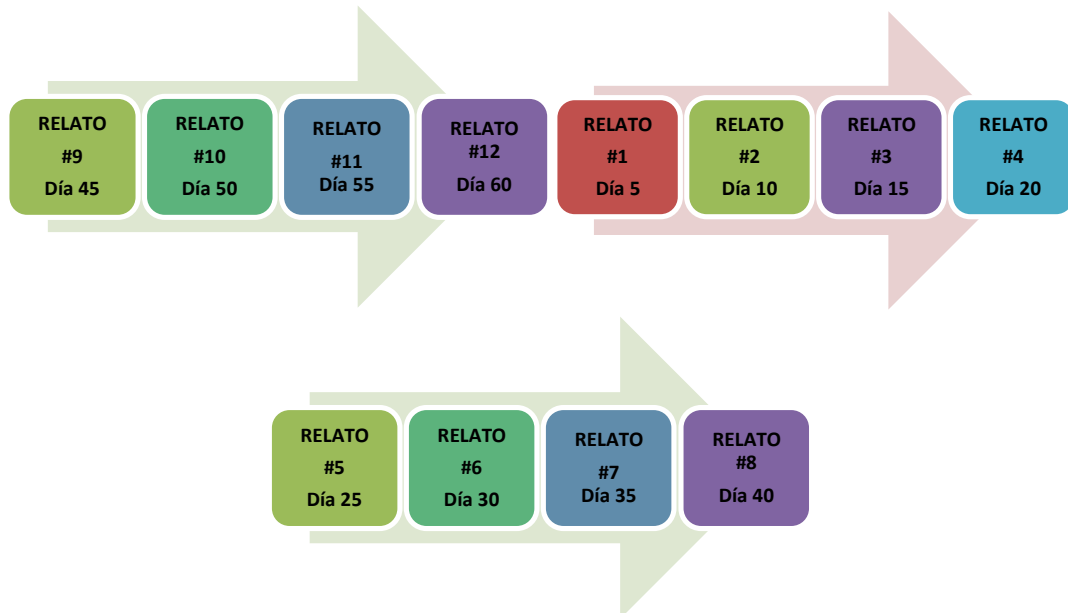 RELATO
#9
Día 45
RELATO
#10
Día 50
RELATO
#11
Día 55
RELATO
#12
Día 60
RELATO
#1
Día 5
RELATO
#2
Día 10
RELATO
#3
Día 15
RELATO
#4
Día 20
RELATO
#5
Día 25
RELATO
#6
Día 30
RELATO
#7
Día 35
RELATO
#8
Día 40